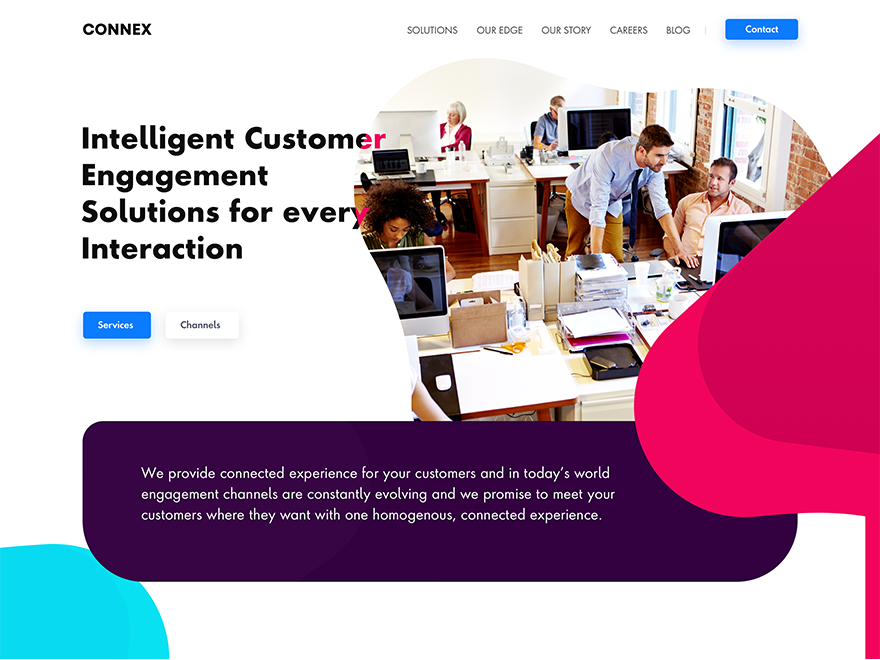 CONNEX
SOLUTIONS OUR EDGE OUR STORY CAREERS BLOG | Contact
Intelligent Customer
Engagement
Solutions for every
Interaction
Services Channels
We provide connected experience for your customers and in today's world
engagement channels are constantly evolving and we promise to meet your
customers where they want with one homogenous, connected experience.